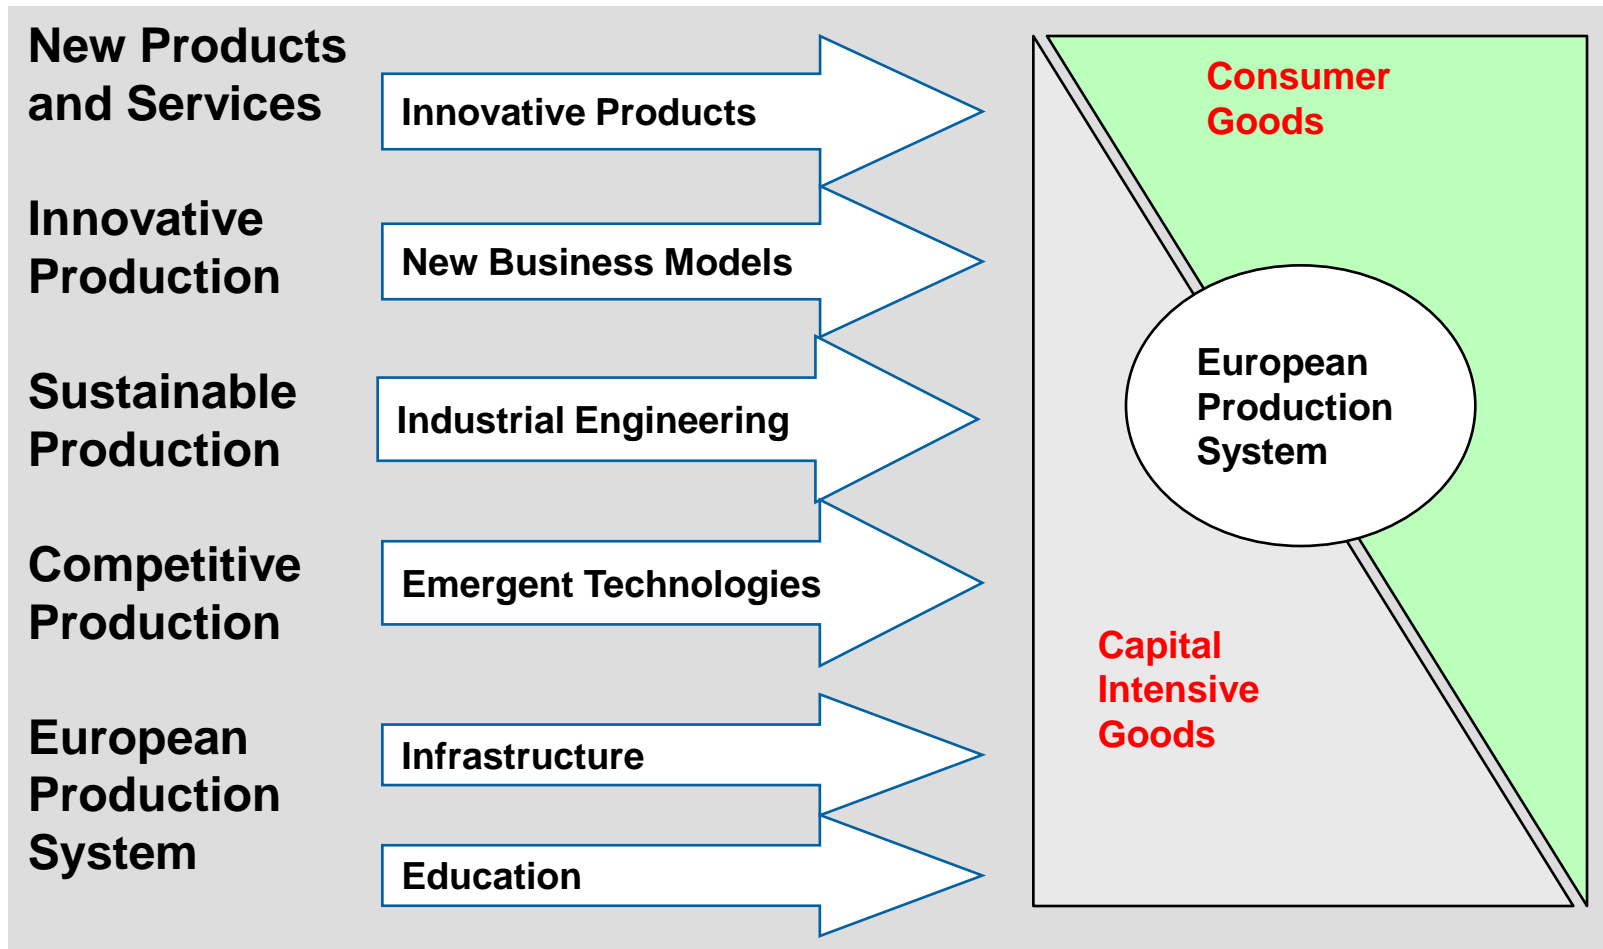 New Products
and Services
Innovative
Production
Sustainable
Production
Competitive
Production
European
Production
System
Innovative Products
New Business Models
Industrial Engineering
Emergent Technologies
Infrastructure
Education
Consumer
Goods
European
Production
System
Capital
Intensive
Goods